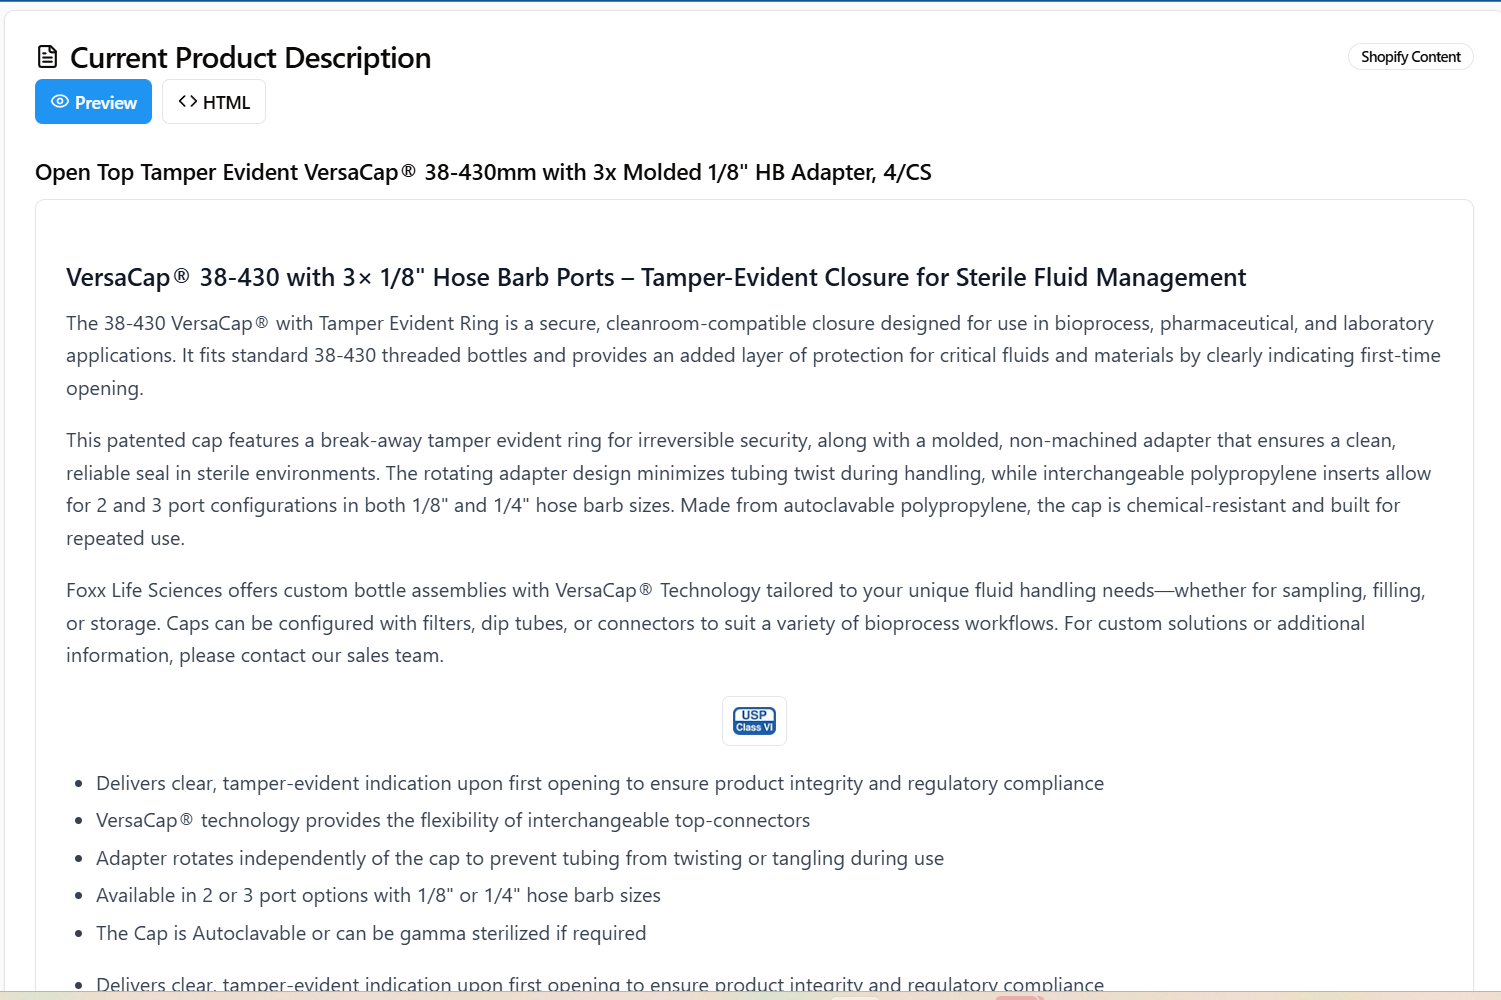 Current Product Description
Shopify Content
Preview
HTML
Open Top Tamper Evident VersaCap® 38-430mm with 3x Molded 1/8" HB Adapter, 4/CS
VersaCap® 38-430 with 3× 1/8" Hose Barb Ports – Tamper-Evident Closure for Sterile Fluid Management
The 38-430 VersaCap® with Tamper Evident Ring is a secure, cleanroom-compatible closure designed for use in bioprocess, pharmaceutical, and laboratory
applications. It fits standard 38-430 threaded bottles and provides an added layer of protection for critical fluids and materials by clearly indicating first-time
opening.
This patented cap features a break-away tamper evident ring for irreversible security, along with a molded, non-machined adapter that ensures a clean,
reliable seal in sterile environments. The rotating adapter design minimizes tubing twist during handling, while interchangeable polypropylene inserts allow
for 2 and 3 port configurations in both 1/8" and 1/4" hose barb sizes. Made from autoclavable polypropylene, the cap is chemical-resistant and built for
repeated use.
Foxx Life Sciences offers custom bottle assemblies with VersaCap® Technology tailored to your unique fluid handling needs—whether for sampling, filling,
or storage. Caps can be configured with filters, dip tubes, or connectors to suit a variety of bioprocess workflows. For custom solutions or additional
information, please contact our sales team.
USP
Class VI
• Delivers clear, tamper-evident indication upon first opening to ensure product integrity and regulatory compliance
• VersaCap® technology provides the flexibility of interchangeable top-connectors
• Adapter rotates independently of the cap to prevent tubing from twisting or tangling during use
• Available in 2 or 3 port options with 1/8" or 1/4" hose barb sizes
• The Cap is Autoclavable or can be gamma sterilized if required
• Delivers clear, tamper-evident indication upon first opening to ensure product integrity and regulatory compliance